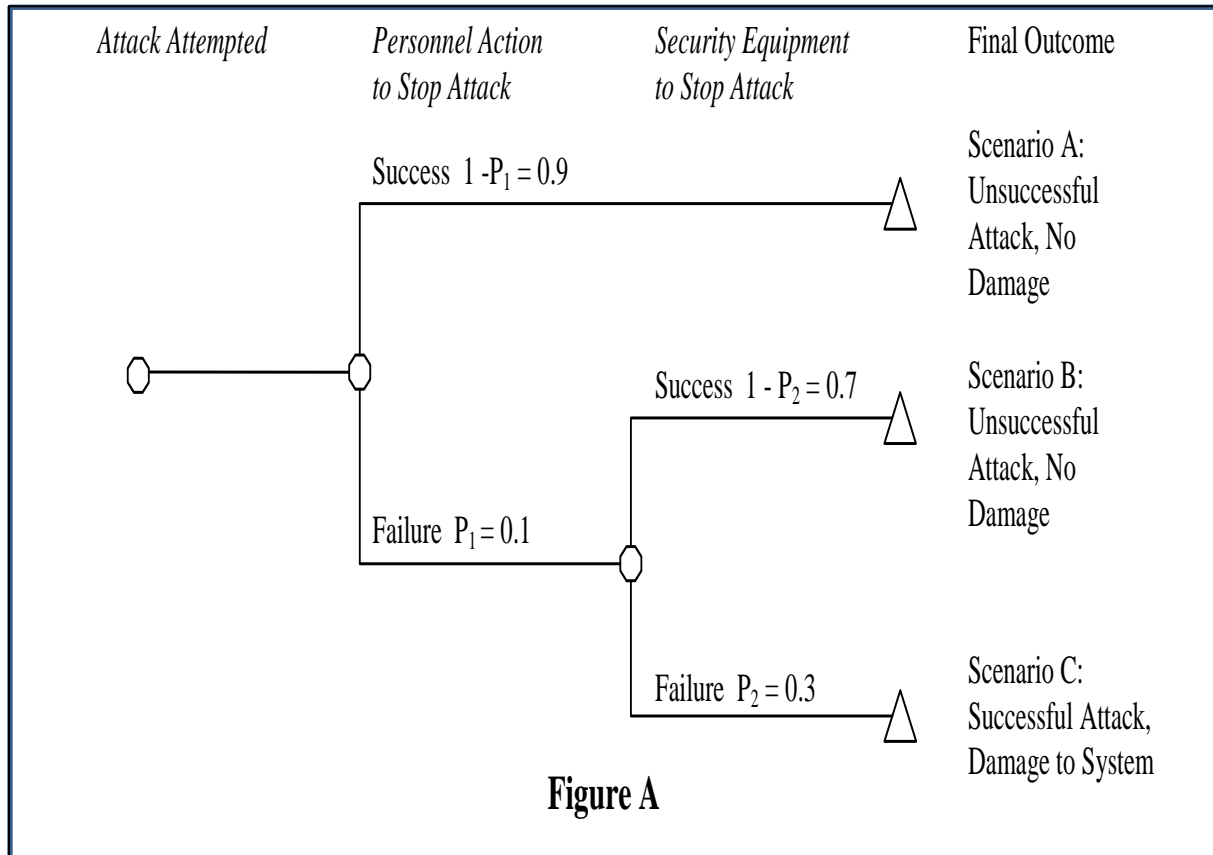 Attack Attempted
Personnel Action
to Stop Attack
Security Equipment
to Stop Attack
Final Outcome
Success 1 -P₁ = 0.9
Scenario A:
Unsuccessful
Attack, No
Damage
Success 1 - P₂ = 0.7
Scenario B:
Unsuccessful
Attack, No
Damage
Failure P₁ = 0.1
Failure P₂ = 0.3
Scenario C:
Successful Attack,
Damage to System
Figure A